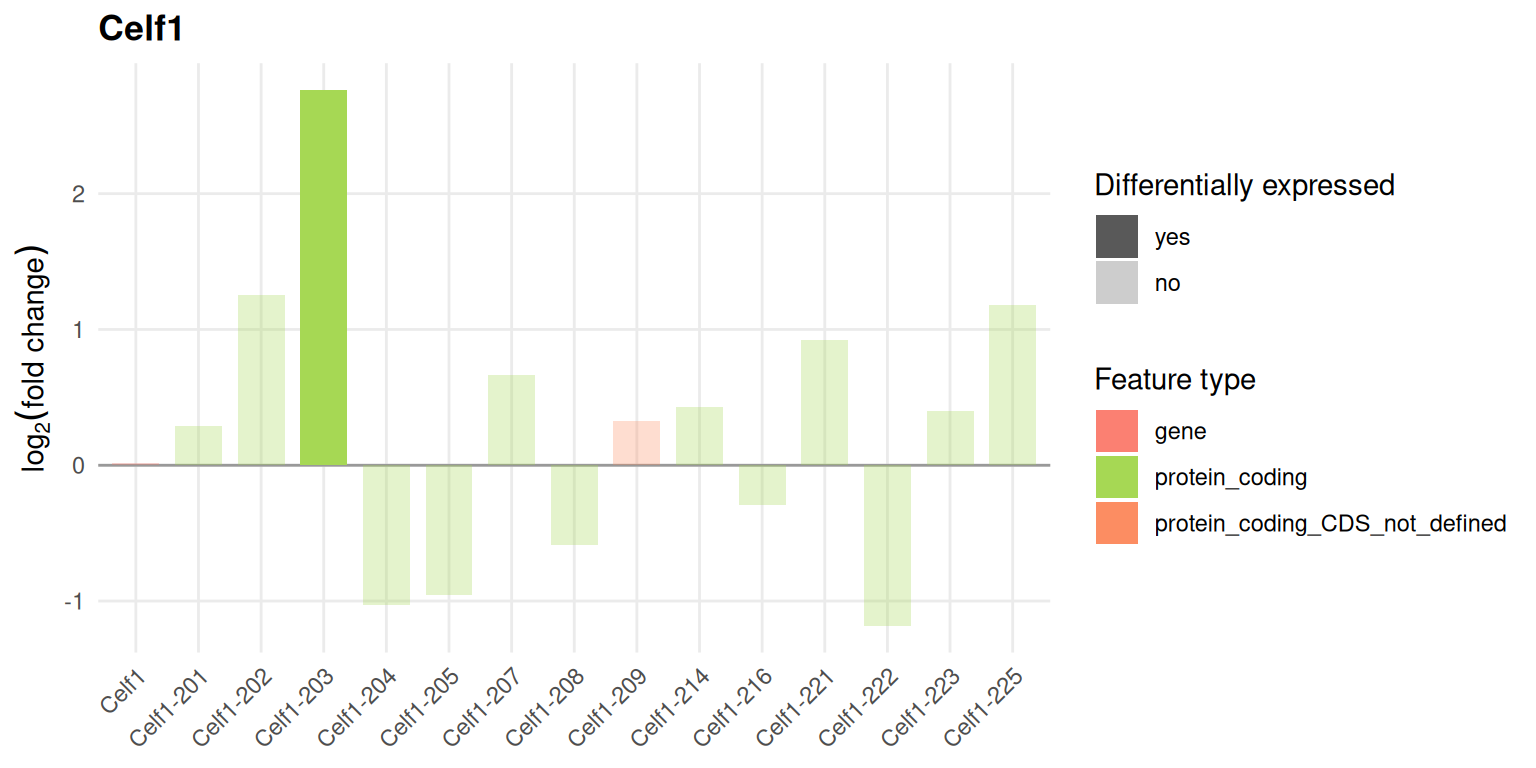 Celf1
log2(fold change)
2
1
0
-1
Celf1
Celf1-201
Celf1-202
Celf1-203
Celf1-204
Celf1-205
Celf1-207
Celf1-208
Celf1-209
Celf1-214
Celf1-216
Celf1-221
Celf1-222
Celf1-223
Celf1-225
Differentially expressed
yes
no
Feature type
gene
protein_coding
protein_coding_CDS_not_defined